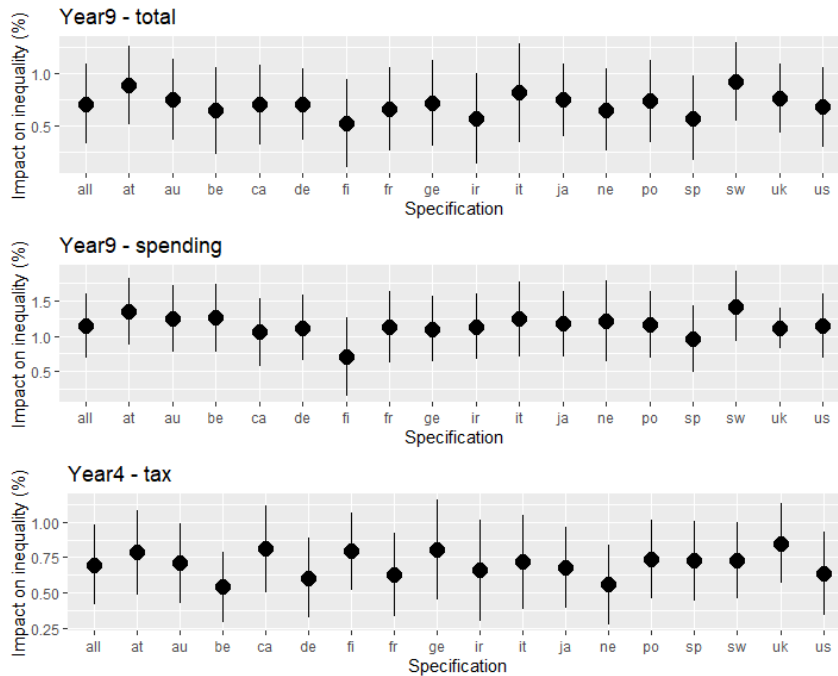 Year9 - total
Impact on inequality (%)
1.0
0.5
all at au be ca de fi fr ge ir it ja ne po sp sw uk us
Specification
Year9 - spending
Impact on inequality (%)
1.5
1.0
0.5
all at au be ca de fi fr ge ir it ja ne po sp sw uk us
Specification
Year4 - tax
Impact on inequality (%)
1.00
0.75
0.50
0.25
all at au be ca de fi fr ge ir it ja ne po sp sw uk us
Specification